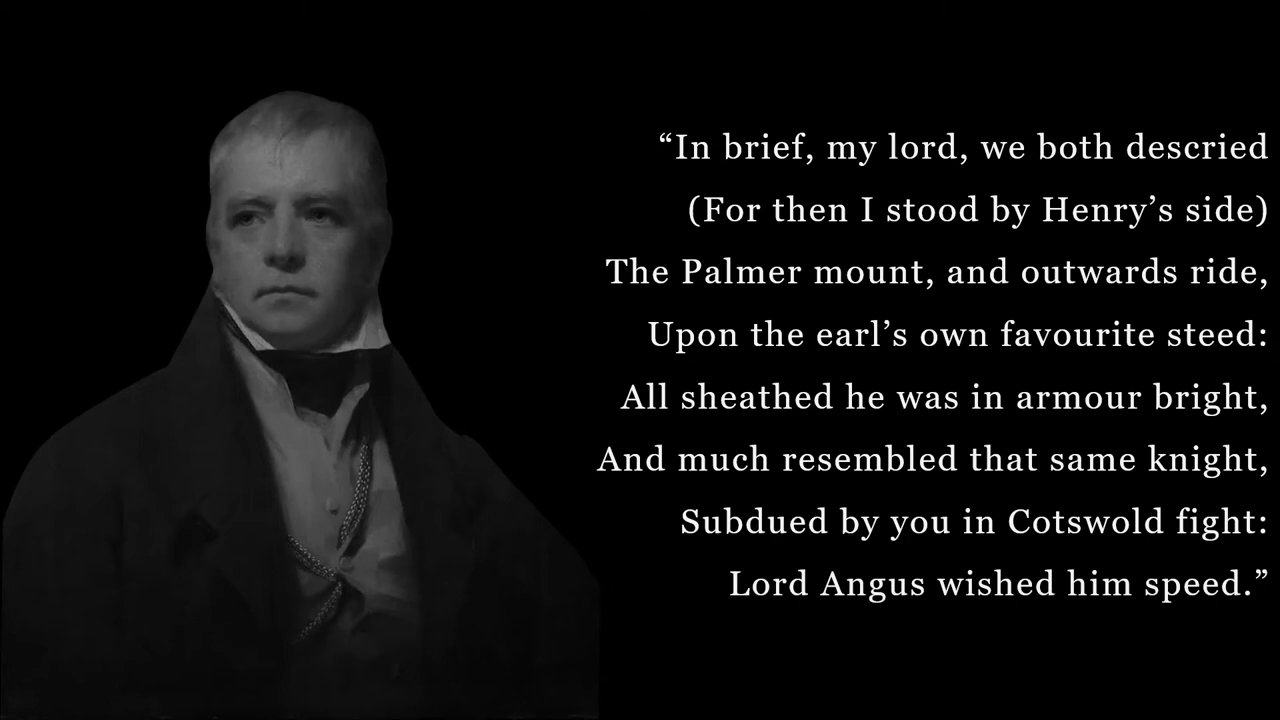 “In brief, my lord, we both descried
(For then I stood by Henry’s side)
The Palmer mount, and outwards ride,
Upon the earl’s own favourite steed:
All sheathed he was in armour bright,
And much resembled that same knight,
Subdued by you in Cotswold fight:
Lord Angus wished him speed.”